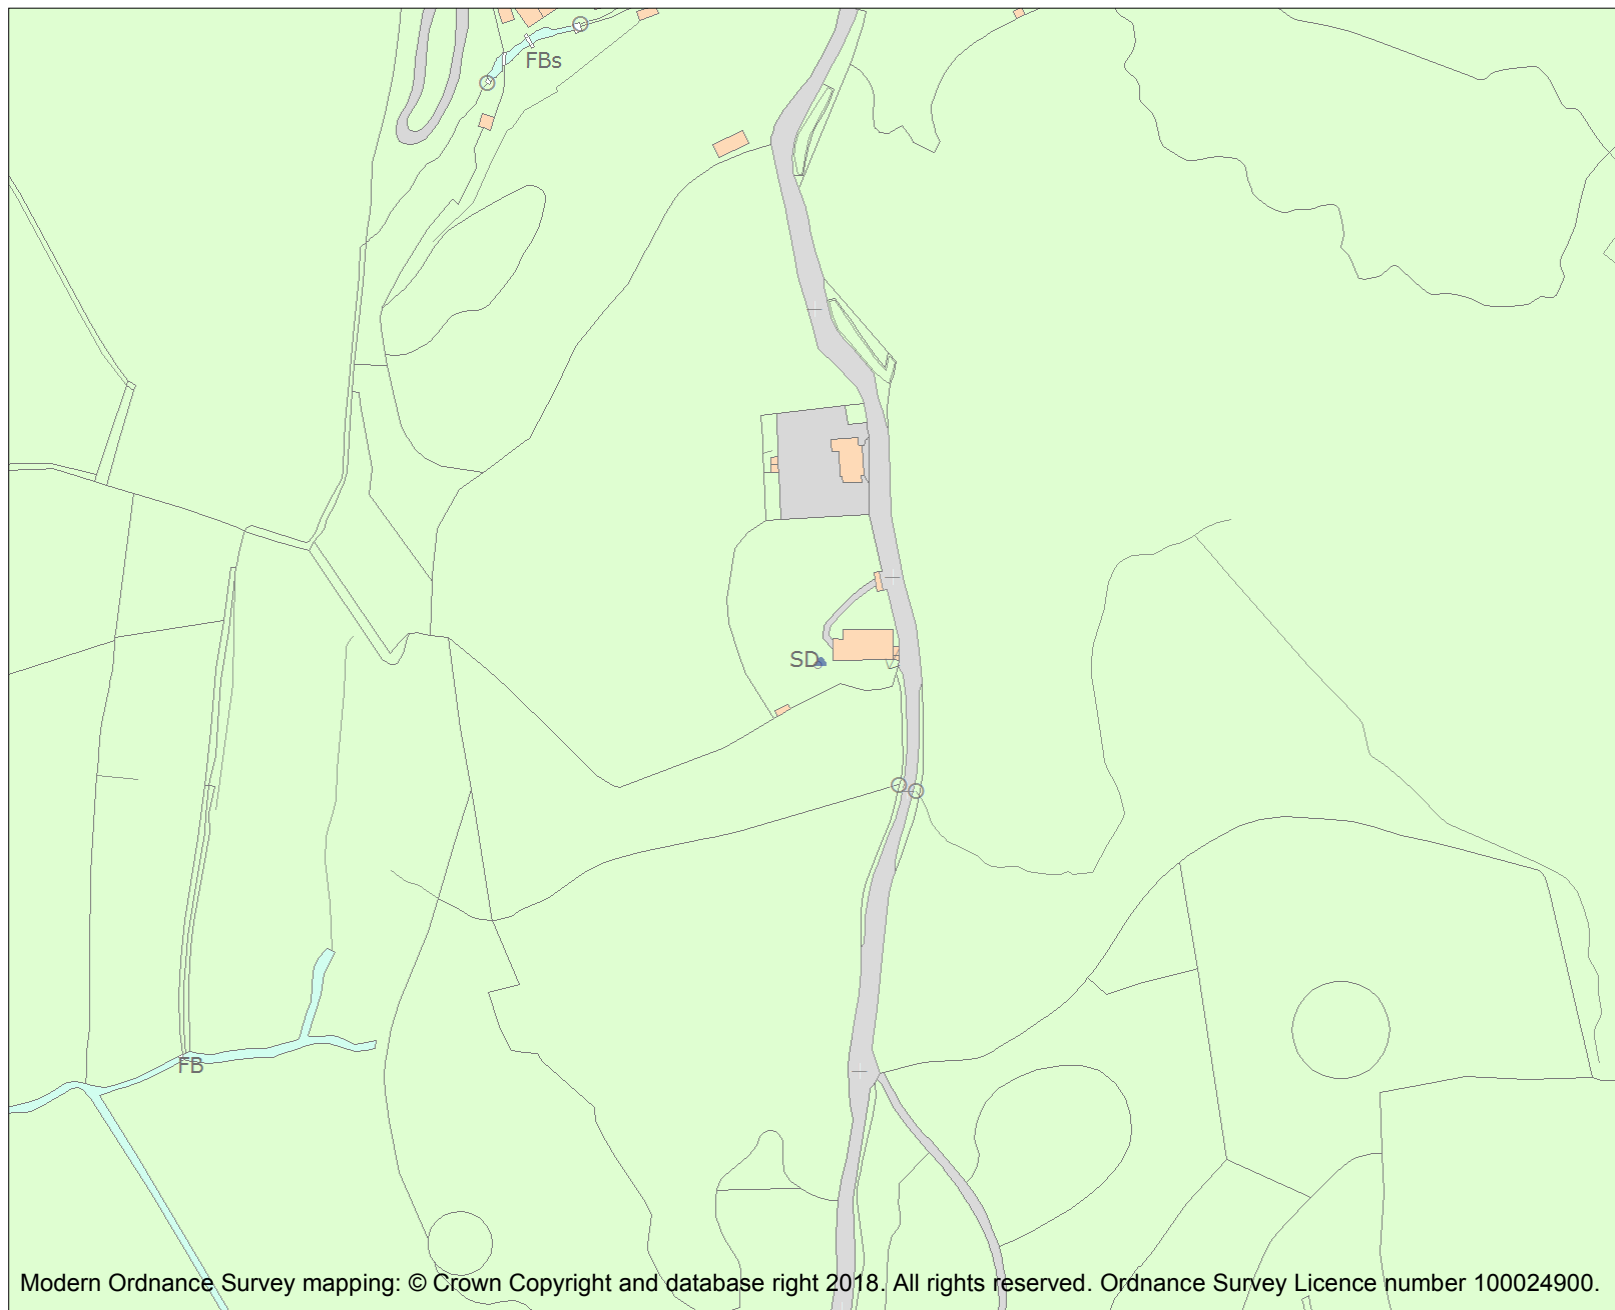 FBs
SD
FB
Modern Ordnance Survey mapping: © Crown Copyright and database right 2018. All rights reserved. Ordnance Survey Licence number 100024900.